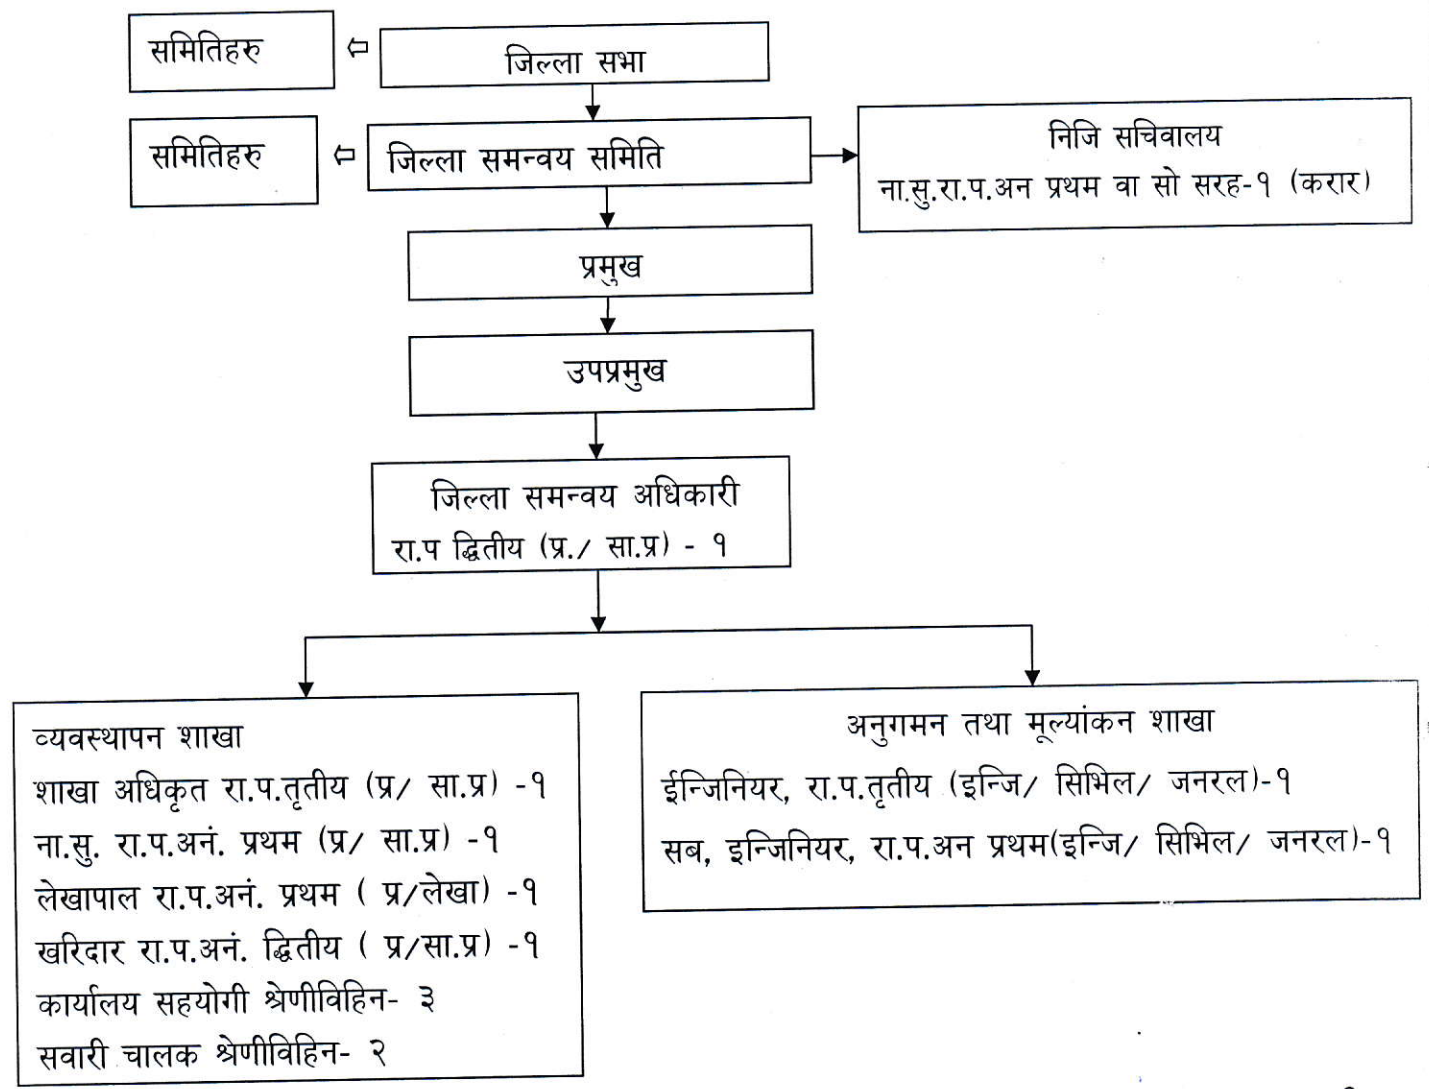 समितिहरु
जिल्ला सभा
समितिहरु
जिल्ला समन्वय समिति
निजि सचिवालय
ना.सु.रा.प.अन प्रथम वा सो सरह-१ (करार)
प्रमुख
उपप्रमुख
जिल्ला समन्वय अधिकारी
रा.प द्धितीय (प्र./ सा.प्र) - १
व्यवस्थापन शाखा
शाखा अधिकृत रा.प.तृतीय (प्र/ सा.प्र) -१
ना.सु. रा.प.अनं. प्रथम (प्र/ सा.प्र) -१
लेखापाल रा.प.अनं. प्रथम ( प्र/लेखा) -१
खरिदार रा.प.अनं. द्धितीय ( प्र/सा.प्र) -१
कार्यालय सहयोगी श्रेणीविहिन- ३
सवारी चालक श्रेणीविहिन- २
अनुगमन तथा मूल्यांकन शाखा
ईन्जिनियर, रा.प.तृतीय (इन्जि/ सिभिल/ जनरल)-१
सब, इन्जिनियर, रा.प.अन प्रथम(इन्जि/ सिभिल/ जनरल)-१